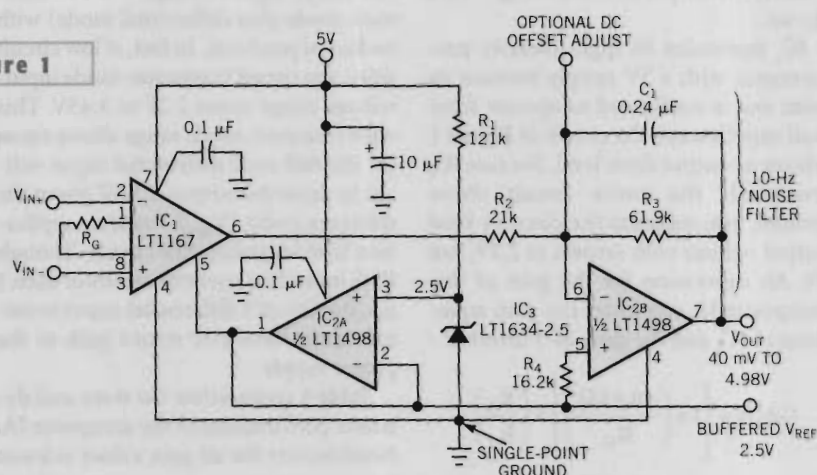 ure 1
OPTIONAL DC
OFFSET ADJUST
5V
C1
0.24 µF
R1
121k
0.1 µF
10 µF
+
10-Hz
NOISE
FILTER
R2
21k
R3
61.9k
VIN+
2
7
−
1
IC1
LT1167
6
RG
8
+
5
VIN−
3
4
0.1 µF
+
3
2.5V
1
IC2A
½ LT1498
−
2
IC3
LT1634-2.5
6
−
IC2B
½ LT1498
7
5
+
4
R4
16.2k
VOUT
40 mV TO
4.98V
BUFFERED VREF
2.5V
SINGLE-POINT
GROUND